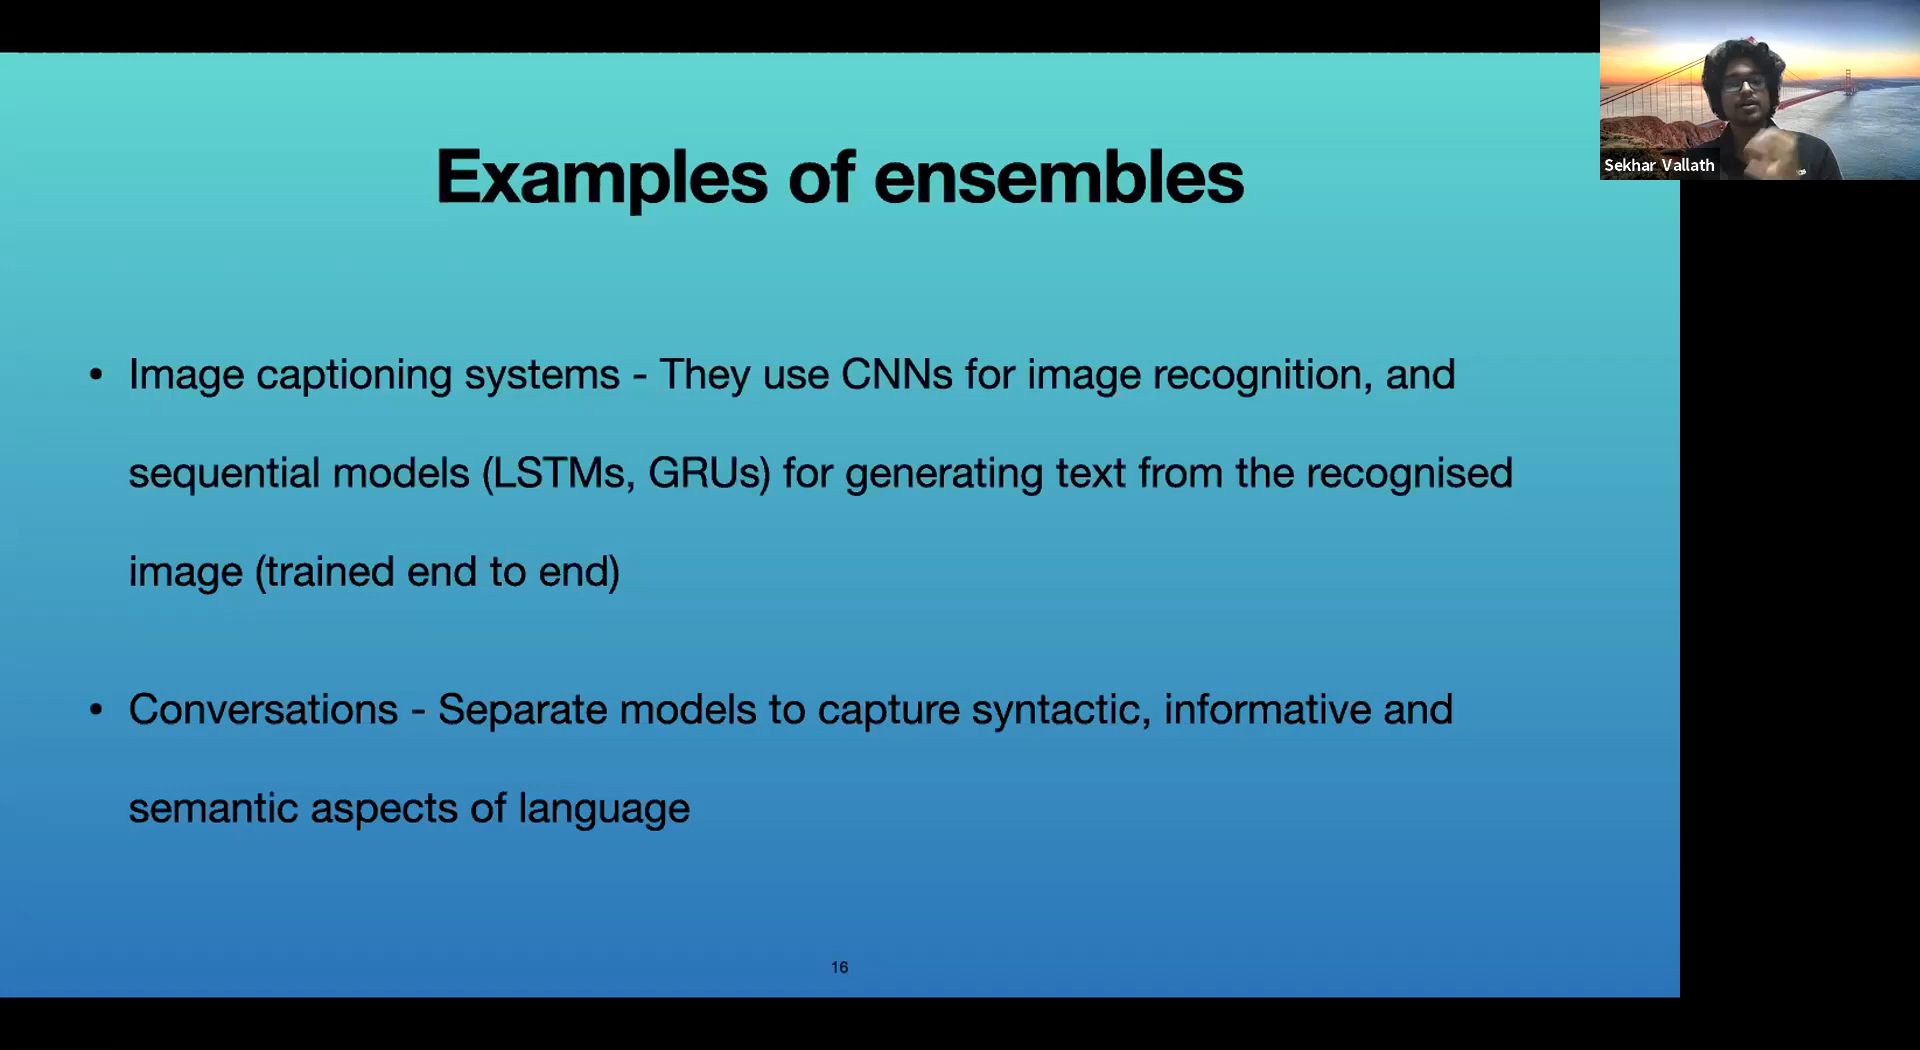 Examples of ensembles
Sekhar Vallath
• Image captioning systems - They use CNNs for image recognition, and
sequential models (LSTMs, GRUs) for generating text from the recognised
image (trained end to end)
• Conversations - Separate models to capture syntactic, informative and
semantic aspects of language
16